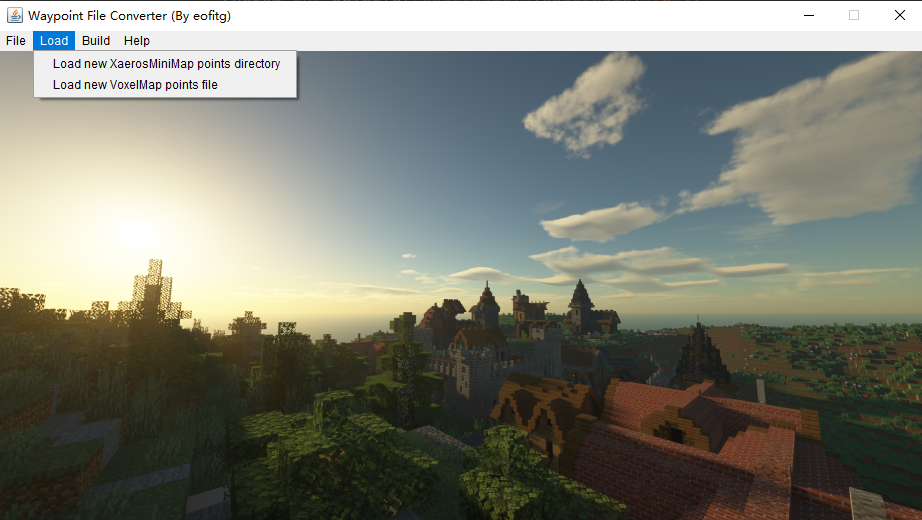 Waypoint File Converter (By eofitg)
File Load Build Help
Load new XaerosMiniMap points directory
Load new VoxelMap points file